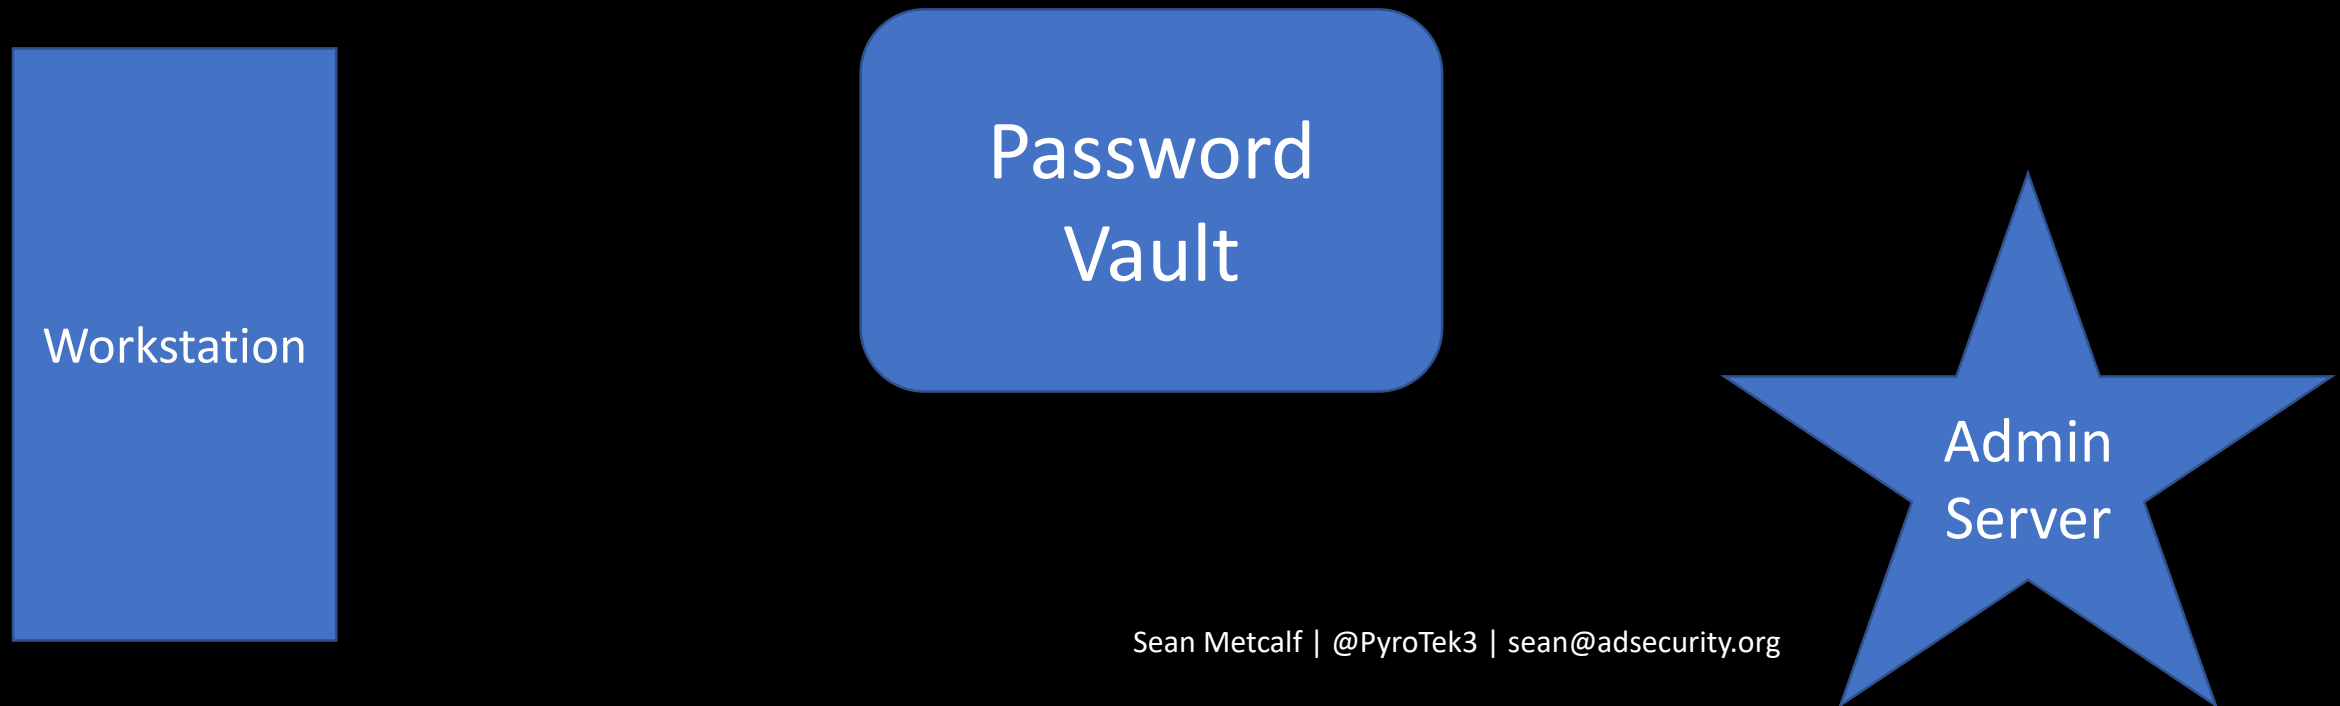 Password
Vault
Workstation
Admin
Server
Sean Metcalf | @PyroTek3 | sean@adsecurity.org